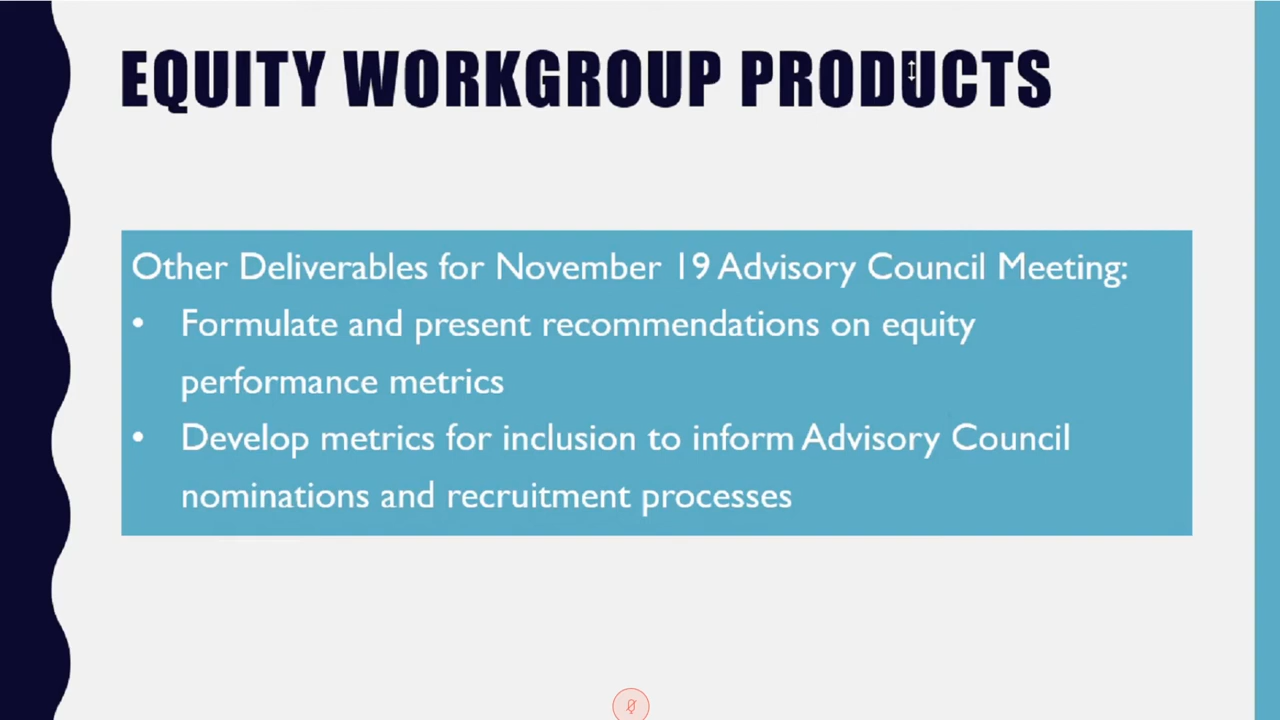 EQUITY WORKGROUP PRODUCTS
Other Deliverables for November 19 Advisory Council Meeting:
• Formulate and present recommendations on equity
performance metrics
• Develop metrics for inclusion to inform Advisory Council
nominations and recruitment processes